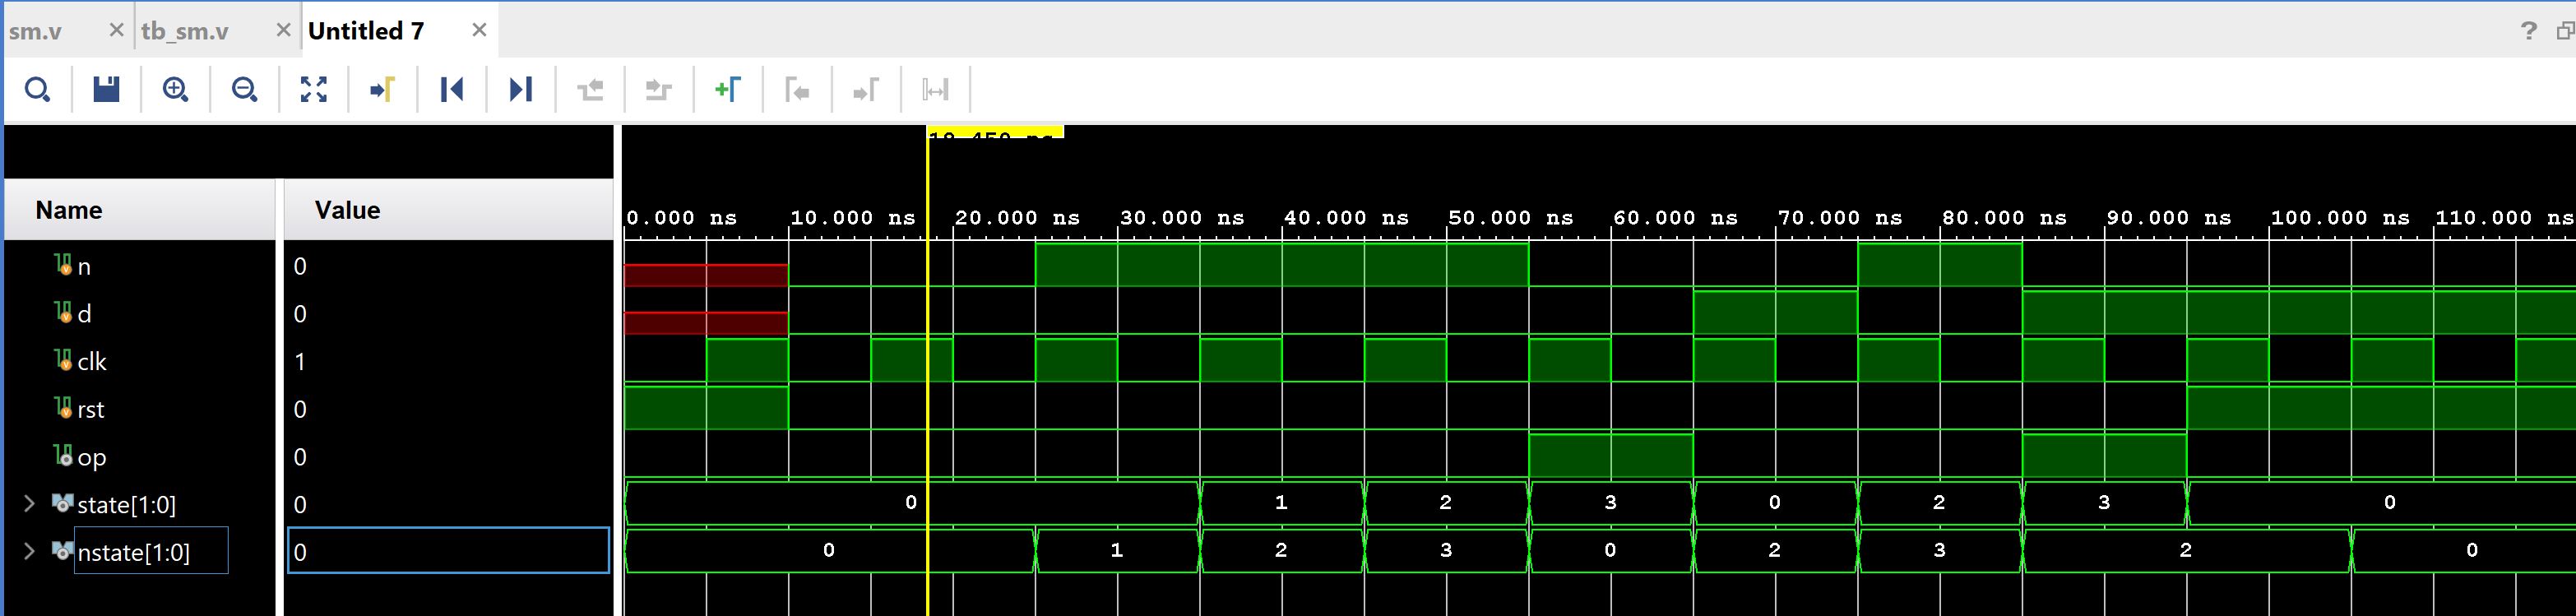 sm.v tb_sm.v Untitled 7 ?
Name Value
0.000 ns 10.000 ns 20.000 ns 30.000 ns 40.000 ns 50.000 ns 60.000 ns 70.000 ns 80.000 ns 90.000 ns 100.000 ns 110.000 ns
n 0
d 0
clk 1
rst 0
op 0
state[1:0] 0 0 1 2 3 0 2 3 0
nstate[1:0] 0 0 1 2 3 0 2 3 2 0